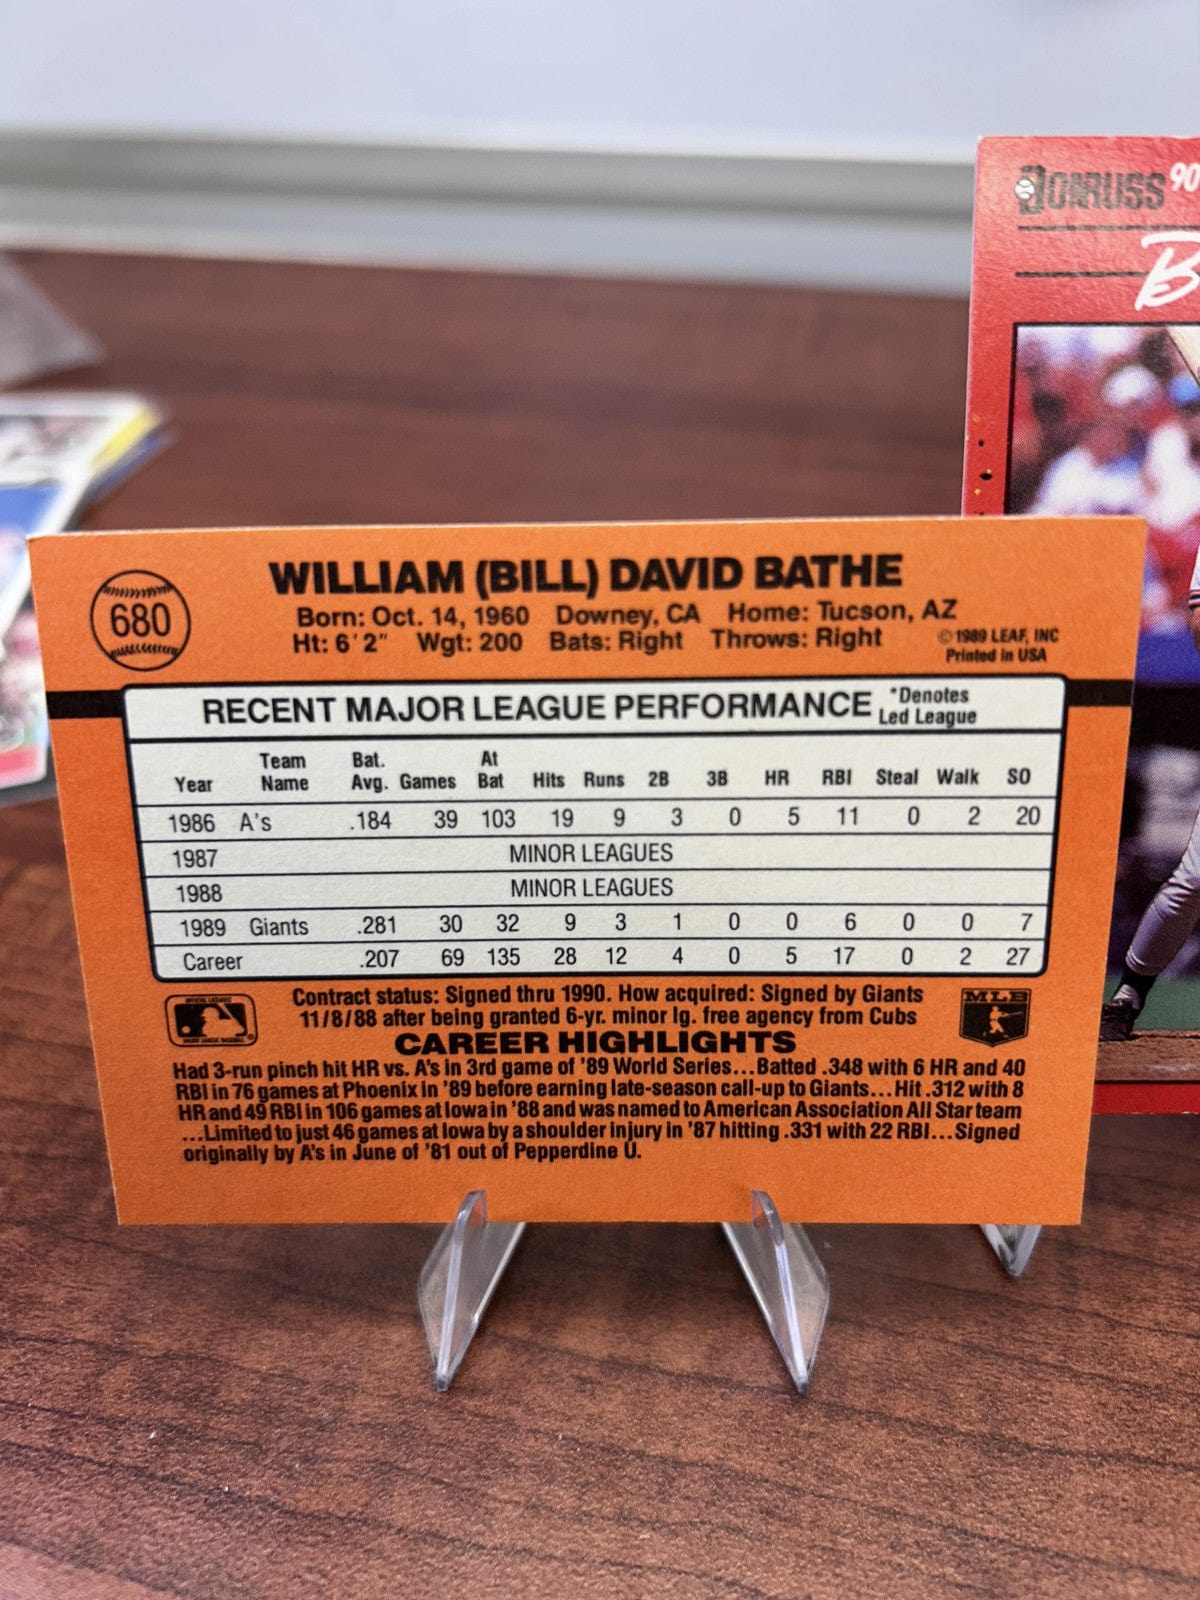 DONRUSS '90
B
680
WILLIAM (BILL) DAVID BATHE
Born: Oct. 14, 1960 Downey, CA Home: Tucson, AZ
Ht: 6'2" Wgt: 200 Bats: Right Throws: Right
© 1989 LEAF, INC
Printed in USA
RECENT MAJOR LEAGUE PERFORMANCE *Denotes Led League
Year Team Name Bat. Avg. Games At Bat Hits Runs 2B 3B HR RBI Steal Walk SO
1986 A's .184 39 103 19 9 3 0 5 11 0 2 20
1987 MINOR LEAGUES
1988 MINOR LEAGUES
1989 Giants .281 30 32 9 3 1 0 0 6 0 0 7
Career .207 69 135 28 12 4 0 5 17 0 2 27
Contract status: Signed thru 1990. How acquired: Signed by Giants
11/8/88 after being granted 6-yr. minor lg. free agency from Cubs
MLB
CAREER HIGHLIGHTS
Had 3-run pinch hit HR vs. A's in 3rd game of '89 World Series...Batted .348 with 6 HR and 40
RBI in 76 games at Phoenix in '89 before earning late-season call-up to Giants...Hit .312 with 8
HR and 49 RBI in 106 games at Iowa in '88 and was named to American Association All Star team
...Limited to just 46 games at Iowa by a shoulder injury in '87 hitting .331 with 22 RBI...Signed
originally by A's in June of '81 out of Pepperdine U.